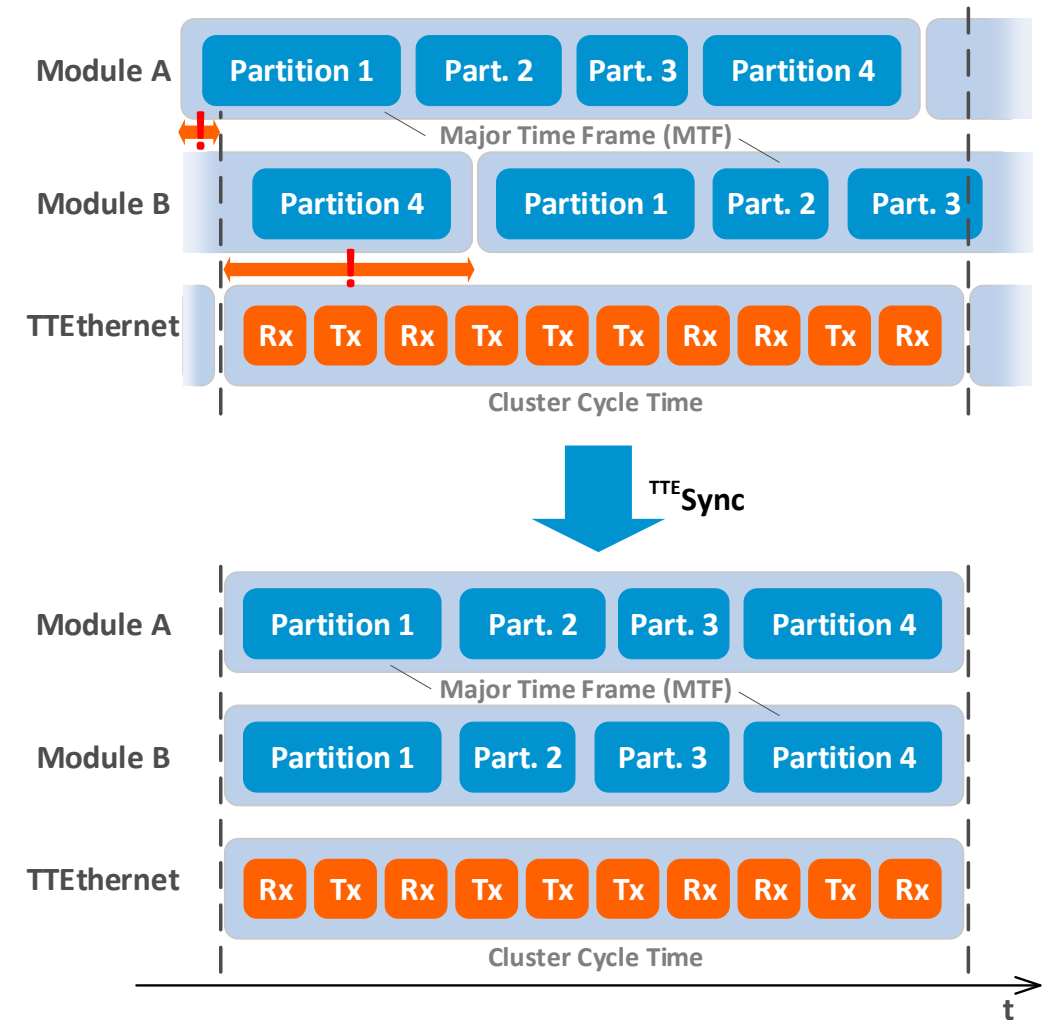 Module A
Partition 1 Part. 2 Part. 3 Partition 4
!
Major Time Frame (MTF)
Module B
Partition 4 Partition 1 Part. 2 Part. 3
!
TTEthernet
Rx Tx Rx Tx Tx Tx Rx Rx Tx Rx
Cluster Cycle Time
TTESync
Module A
Partition 1 Part. 2 Part. 3 Partition 4
Major Time Frame (MTF)
Module B
Partition 1 Part. 2 Part. 3 Partition 4
TTEthernet
Rx Tx Rx Tx Tx Tx Rx Rx Tx Rx
Cluster Cycle Time
t